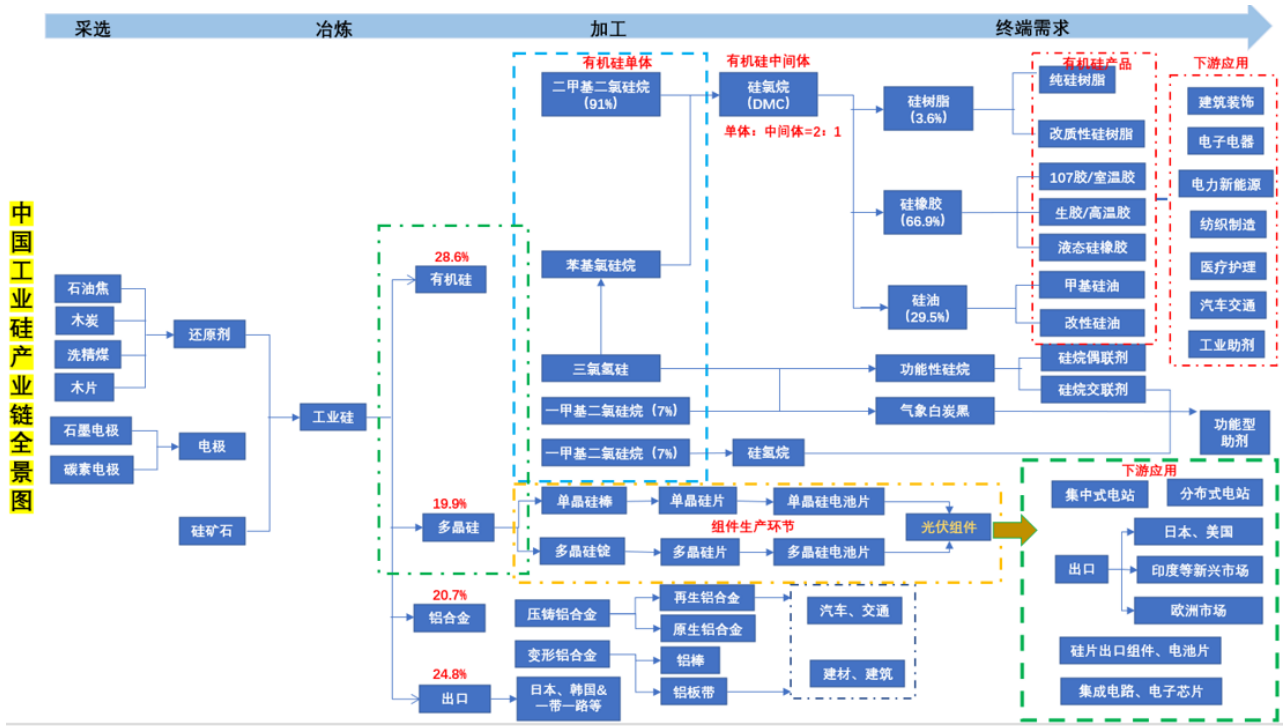 采选
冶炼
加工
终端需求
中国工业硅产业链全景图
石油焦
木炭
洗精煤
木片
石墨电极
碳素电极
还原剂
电极
硅矿石
工业硅
28.6%
有机硅
19.9%
多晶硅
20.7%
铝合金
24.8%
出口
有机硅单体
二甲基二氯硅烷
(91%)
苯基氯硅烷
三氯氢硅
一甲基二氯硅烷（7%）
一甲基二氯硅烷（7%）
有机硅中间体
硅氧烷
(DMC)
单体：中间体=2：1
硅氢烷
硅树脂
(3.6%)
硅橡胶
(66.9%)
硅油
(29.5%)
功能性硅烷
气象白炭黑
有机硅产品
纯硅树脂
改质性硅树脂
107胶/室温胶
生胶/高温胶
液态硅橡胶
甲基硅油
改性硅油
硅烷偶联剂
硅烷交联剂
下游应用
建筑装饰
电子电器
电力新能源
纺织制造
医疗护理
汽车交通
工业助剂
功能型
助剂
单晶硅棒
单晶硅片
单晶硅电池片
组件生产环节
多晶硅锭
多晶硅片
多晶硅电池片
光伏组件
压铸铝合金
再生铝合金
原生铝合金
变形铝合金
铝棒
铝板带
汽车、交通
建材、建筑
日本、韩国&
一带一路等
下游应用
集中式电站
分布式电站
出口
日本、美国
印度等新兴市场
欧洲市场
硅片出口组件、电池片
集成电路、电子芯片